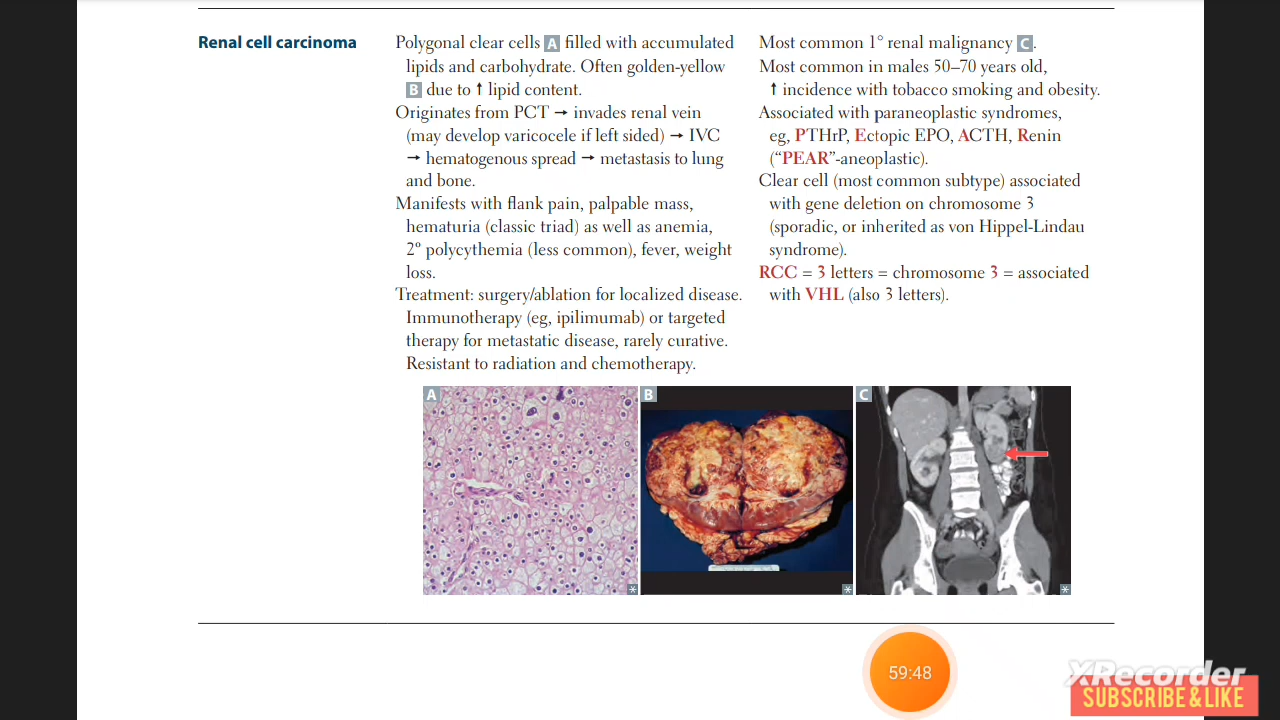 Renal cell carcinoma
Polygonal clear cells A filled with accumulated
lipids and carbohydrate. Often golden-yellow
B due to ↑ lipid content.
Originates from PCT → invades renal vein
(may develop varicocele if left sided) → IVC
→ hematogenous spread → metastasis to lung
and bone.
Manifests with flank pain, palpable mass,
hematuria (classic triad) as well as anemia,
2° polycythemia (less common), fever, weight
loss.
Treatment: surgery/ablation for localized disease.
Immunotherapy (eg, ipilimumab) or targeted
therapy for metastatic disease, rarely curative.
Resistant to radiation and chemotherapy.
Most common 1° renal malignancy C.
Most common in males 50–70 years old,
↑ incidence with tobacco smoking and obesity.
Associated with paraneoplastic syndromes,
eg, PTHrP, Ectopic EPO, ACTH, Renin
(“PEAR”-aneoplastic).
Clear cell (most common subtype) associated
with gene deletion on chromosome 3
(sporadic, or inherited as von Hippel-Lindau
syndrome).
RCC = 3 letters = chromosome 3 = associated
with VHL (also 3 letters).
A
B
C
*
*
*
59:48
XRecorder
SUBSCRIBE & LIKE